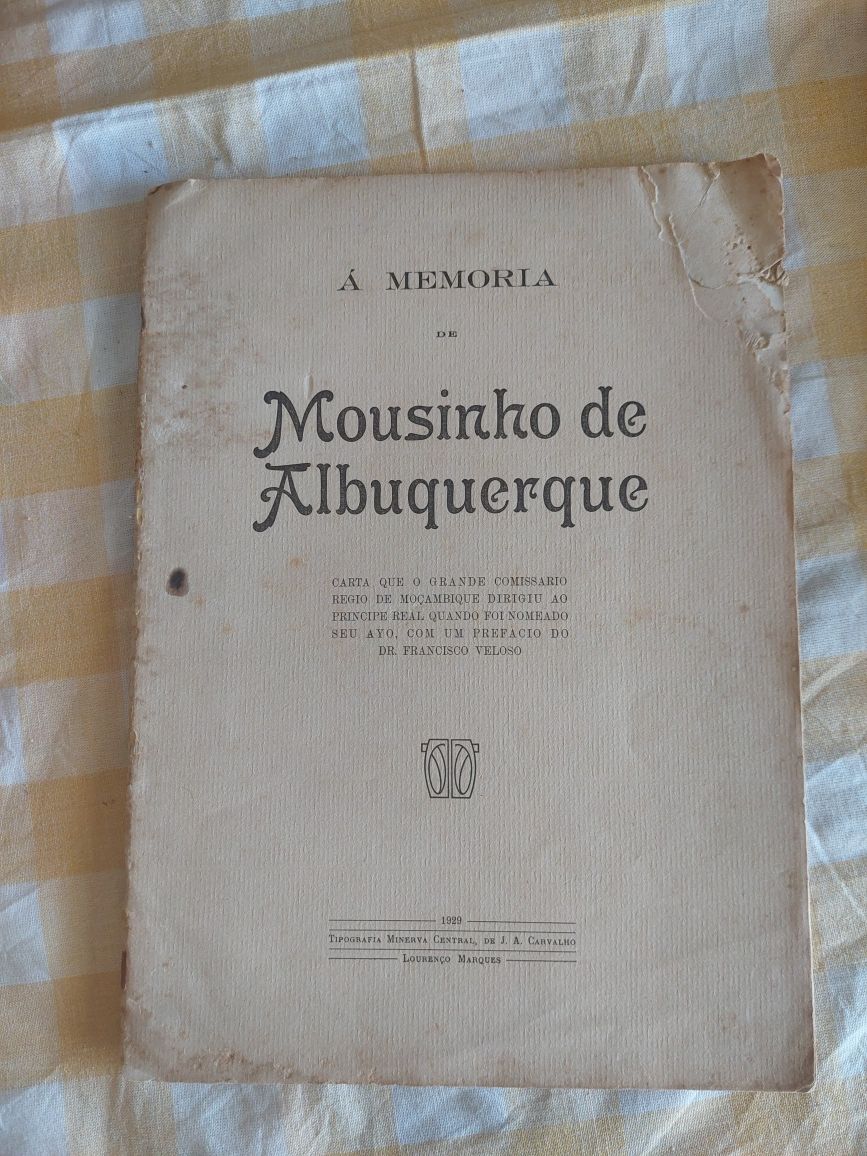 Á MEMORIA
DE
Mousinho de
Albuquerque
CARTA QUE O GRANDE COMISSARIO
REGIO DE MOÇAMBIQUE DIRIGIU AO
PRINCIPE REAL QUANDO FOI NOMEADO
SEU AYO, COM UM PREFACIO DO
DR. FRANCISCO VELOSO
1929
TIPOGRAFIA MINERVA CENTRAL, DE J. A. CARVALHO
LOURENÇO MARQUES